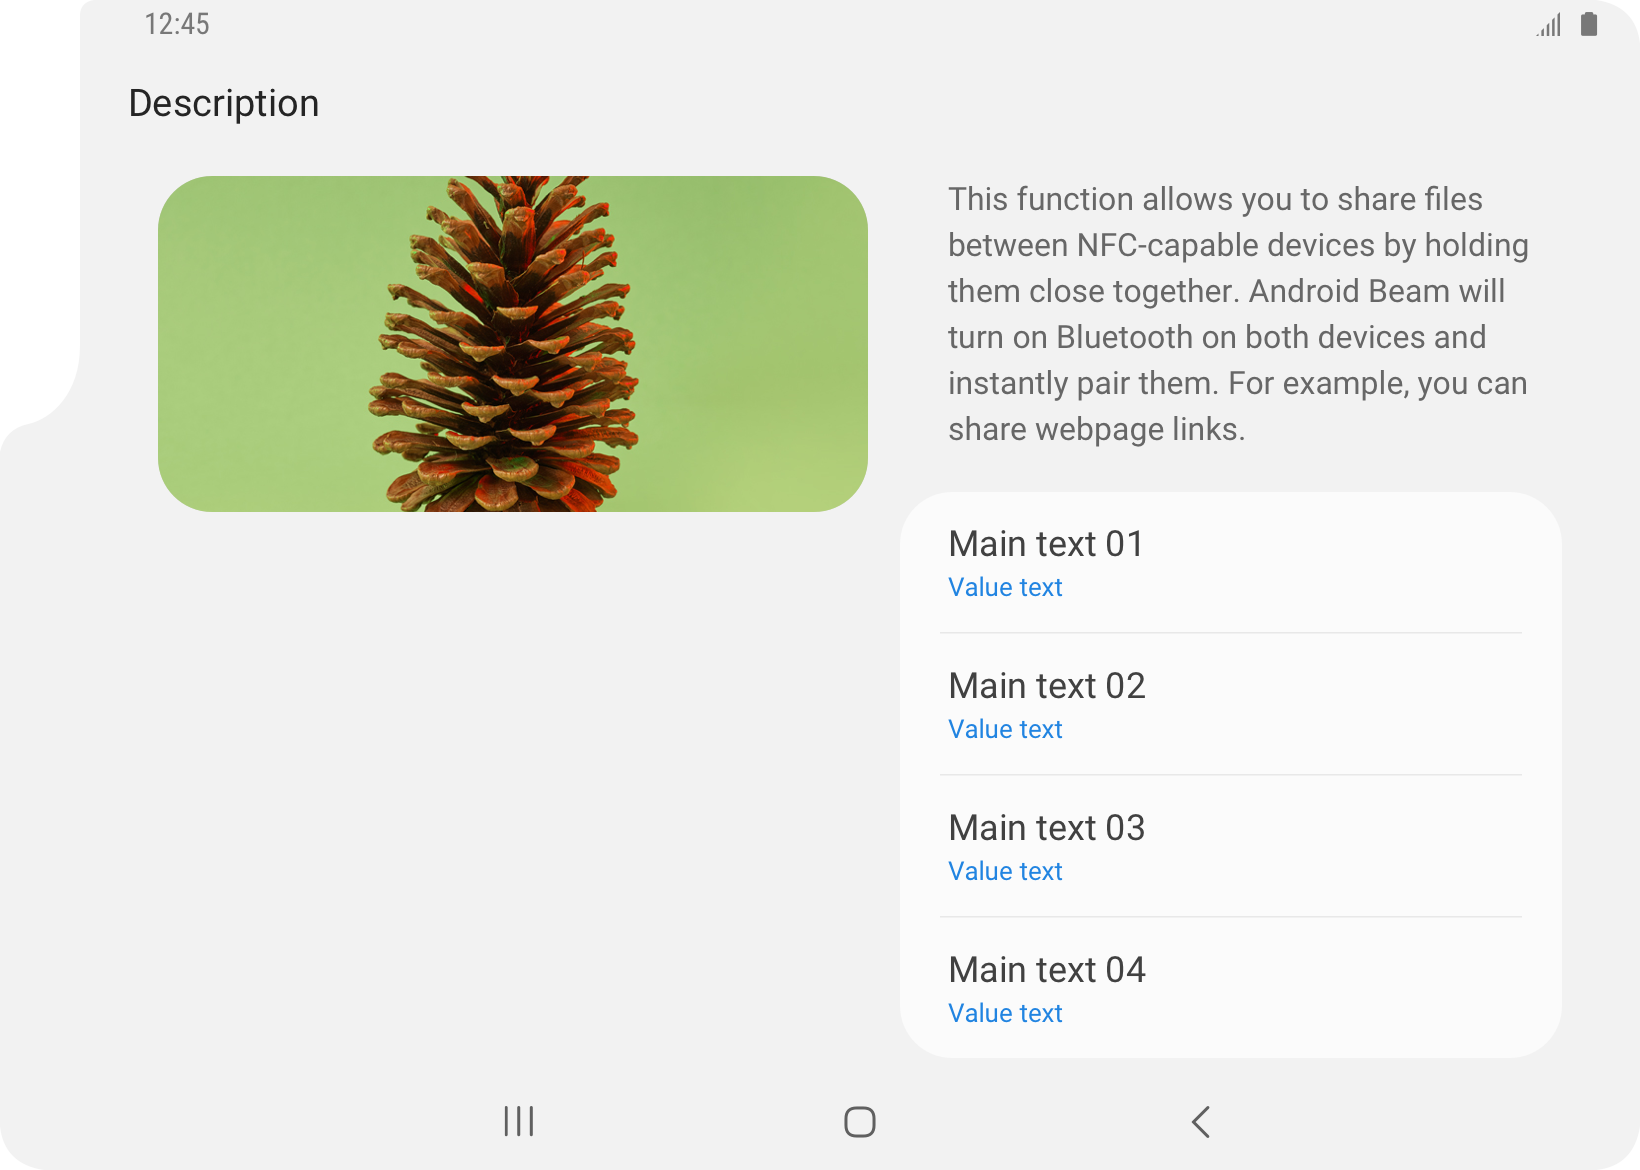 12:45
Description
This function allows you to share files
between NFC-capable devices by holding
them close together. Android Beam will
turn on Bluetooth on both devices and
instantly pair them. For example, you can
share webpage links.
Main text 01
Value text
Main text 02
Value text
Main text 03
Value text
Main text 04
Value text